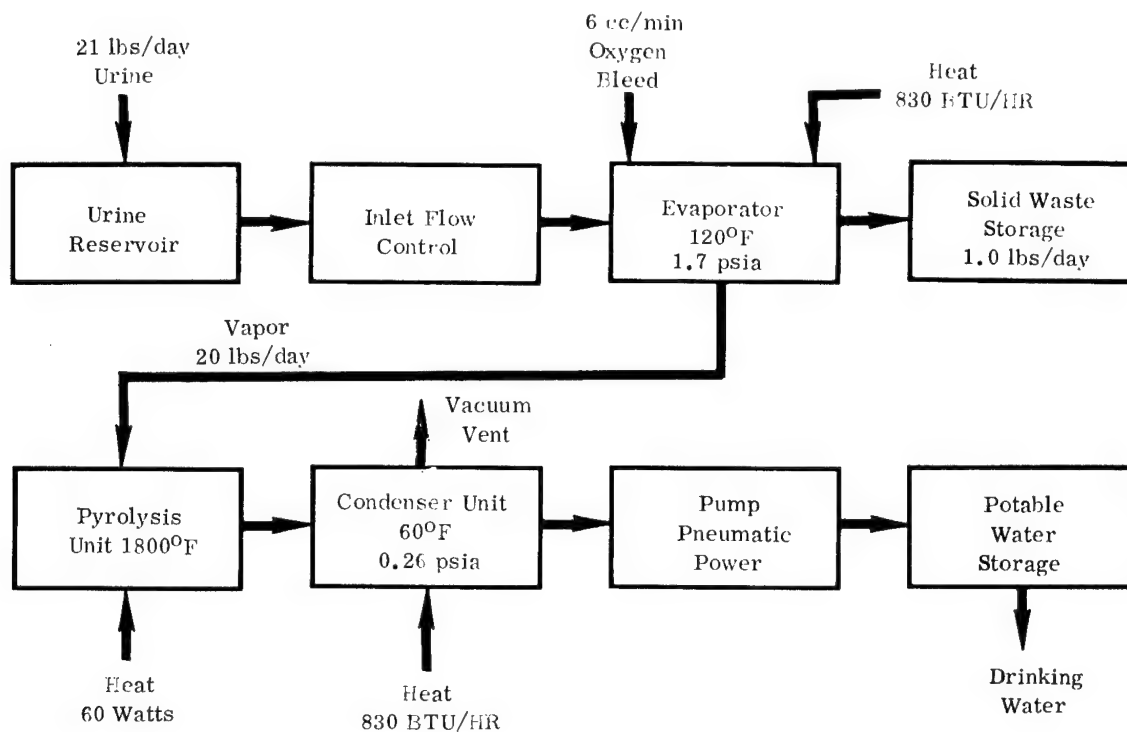 21 lbs/day
Urine
6 cc/min
Oxygen
Bleed
Heat
830 BTU/HR
Urine
Reservoir
Inlet Flow
Control
Evaporator
120°F
1.7 psia
Solid Waste
Storage
1.0 lbs/day
Vapor
20 lbs/day
Vacuum
Vent
Pyrolysis
Unit 1800°F
Condenser Unit
60°F
0.26 psia
Pump
Pneumatic
Power
Potable
Water
Storage
Heat
60 Watts
Heat
830 BTU/HR
Drinking
Water